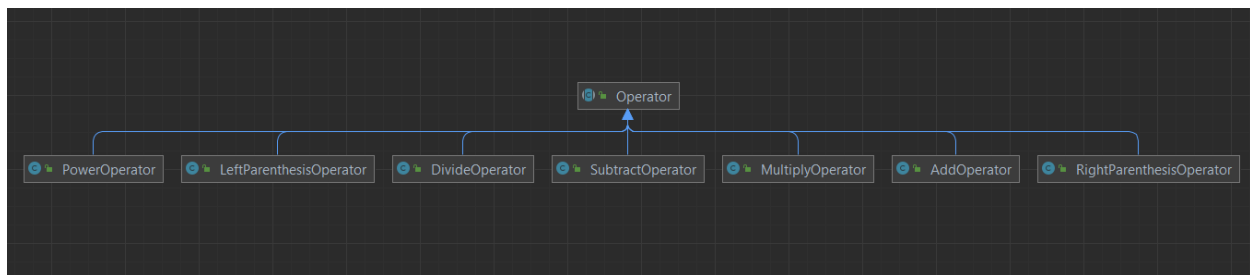 Operator
PowerOperator LeftParenthesisOperator DivideOperator SubtractOperator MultiplyOperator AddOperator RightParenthesisOperator